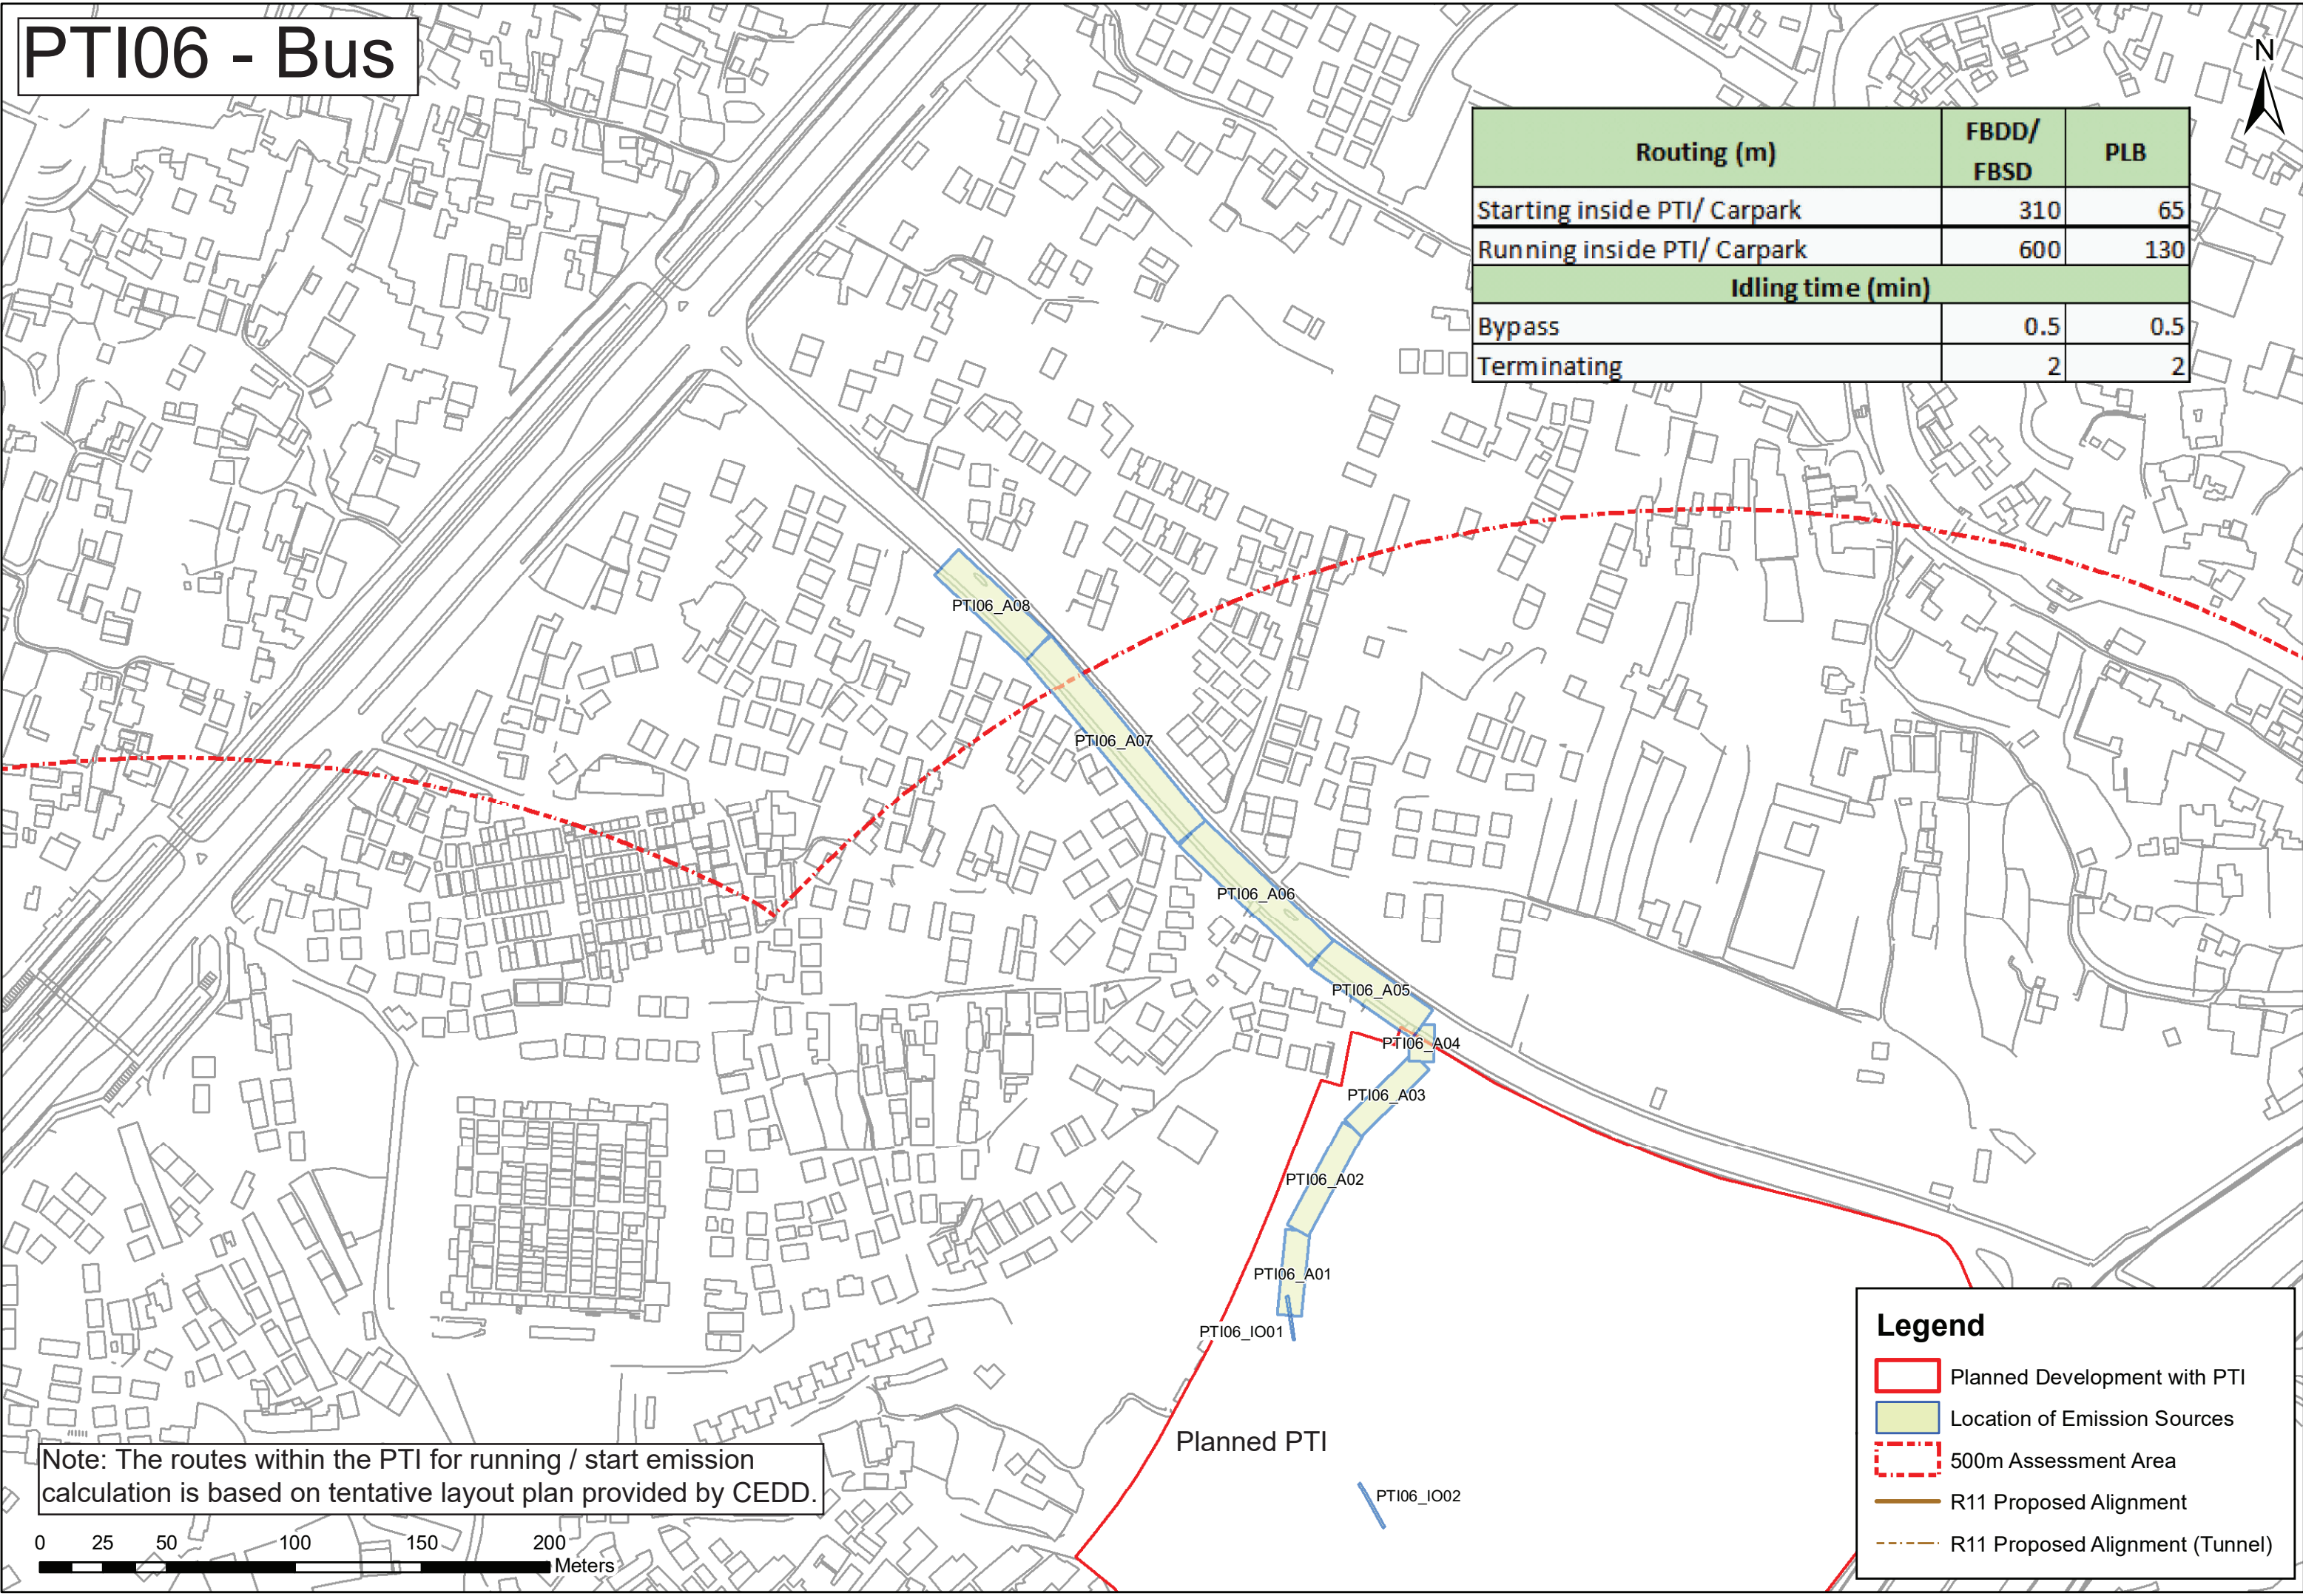 PTI06 - Bus
N
Routing (m) FBDD/ FBSD PLB
Starting inside PTI/ Carpark 310 65
Running inside PTI/ Carpark 600 130
Idling time (min)
Bypass 0.5 0.5
Terminating 2 2
PTI06_A08
PTI06_A07
PTI06_A06
PTI06_A05
PTI06_A04
PTI06_A03
PTI06_A02
PTI06_A01
PTI06_IO01
Planned PTI
PTI06_IO02
Note: The routes within the PTI for running / start emission
calculation is based on tentative layout plan provided by CEDD.
0 25 50 100 150 200
Meters
Legend
Planned Development with PTI
Location of Emission Sources
500m Assessment Area
R11 Proposed Alignment
R11 Proposed Alignment (Tunnel)